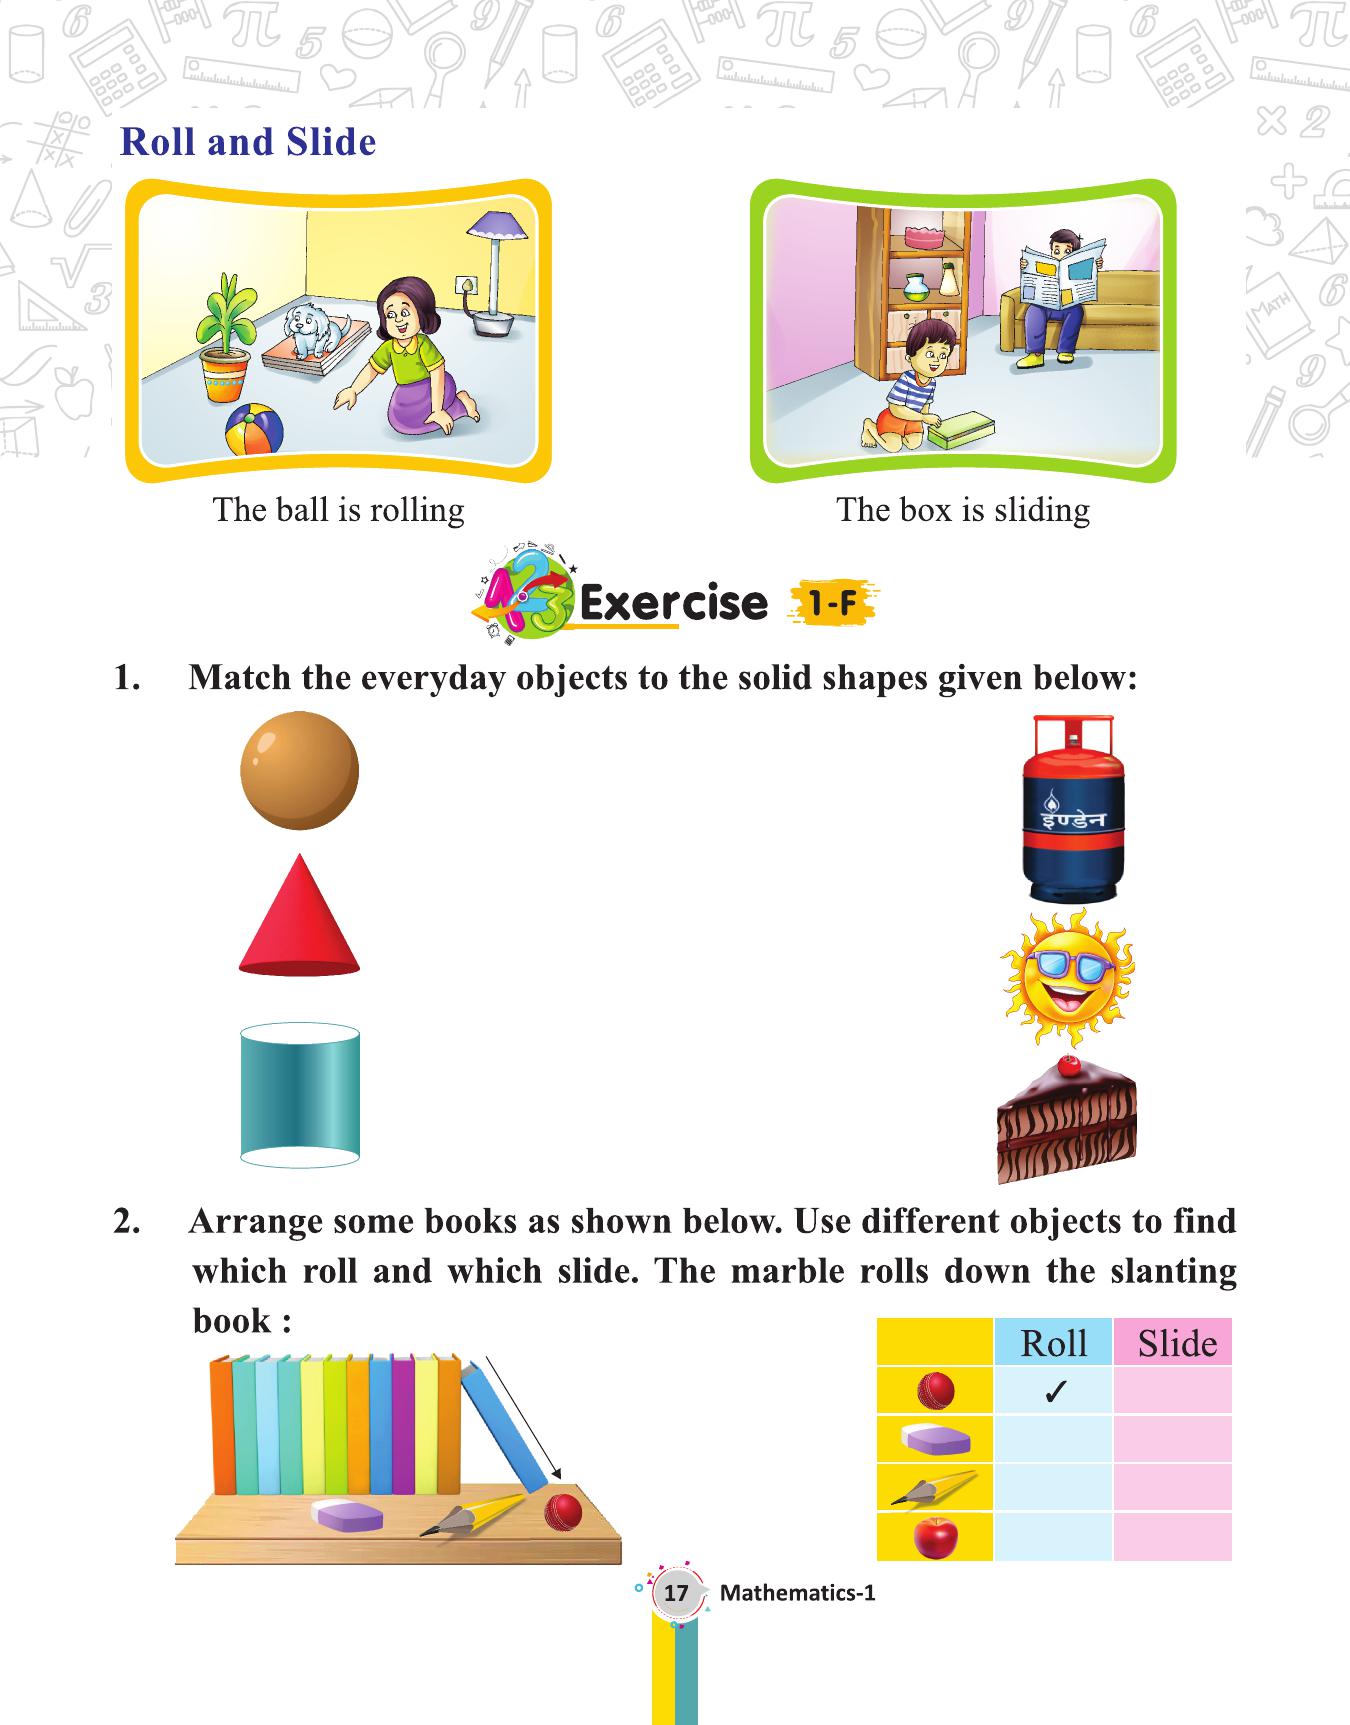 Roll and Slide
The ball is rolling
The box is sliding
123 Exercise 1-F
1. Match the everyday objects to the solid shapes given below:
इण्डेन
2. Arrange some books as shown below. Use different objects to find
which roll and which slide. The marble rolls down the slanting
book :
Roll Slide
✓
17 Mathematics-1